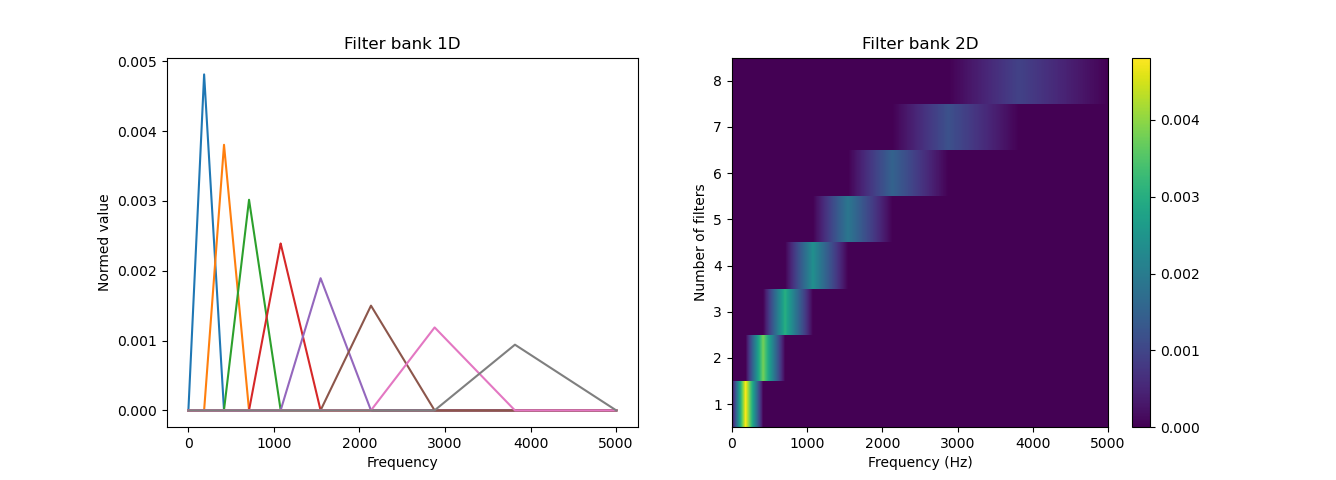 Filter bank 1D
Normed value
0.005
0.004
0.003
0.002
0.001
0.000
0 1000 2000 3000 4000 5000
Frequency
Filter bank 2D
Number of filters
8
7
6
5
4
3
2
1
0 1000 2000 3000 4000 5000
Frequency (Hz)
0.004
0.003
0.002
0.001
0.000